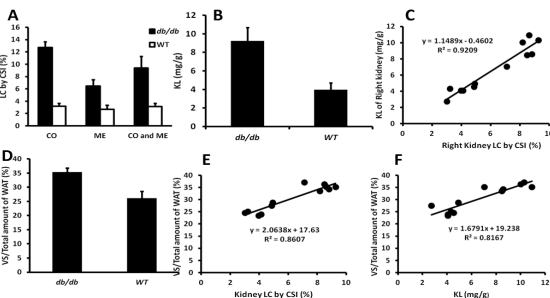 A
LC by CSI (%)
16
14
12
10
8
6
4
2
0
db/db
WT
CO
ME
CO and ME
B
KL (mg/g)
12
10
8
6
4
2
0
db/db
WT
C
KL of Right kidney (mg/g)
12
10
8
6
4
2
0
y = 1.1489x - 0.4602
R² = 0.9209
0
2
4
6
8
10
Right Kidney LC by CSI (%)
D
VS/Total amount of WAT (%)
40
35
30
25
20
15
10
5
0
db/db
WT
E
VS/Total amount of WAT (%)
40
35
30
25
20
15
10
5
0
y = 2.0638x + 17.63
R² = 0.8607
0
2
4
6
8
10
Kidney LC by CSI (%)
F
VS/Total amount of WAT (%)
40
35
30
25
20
15
10
5
0
y = 1.6791x + 19.238
R² = 0.8167
0
2
4
6
8
10
12
KL (mg/g)